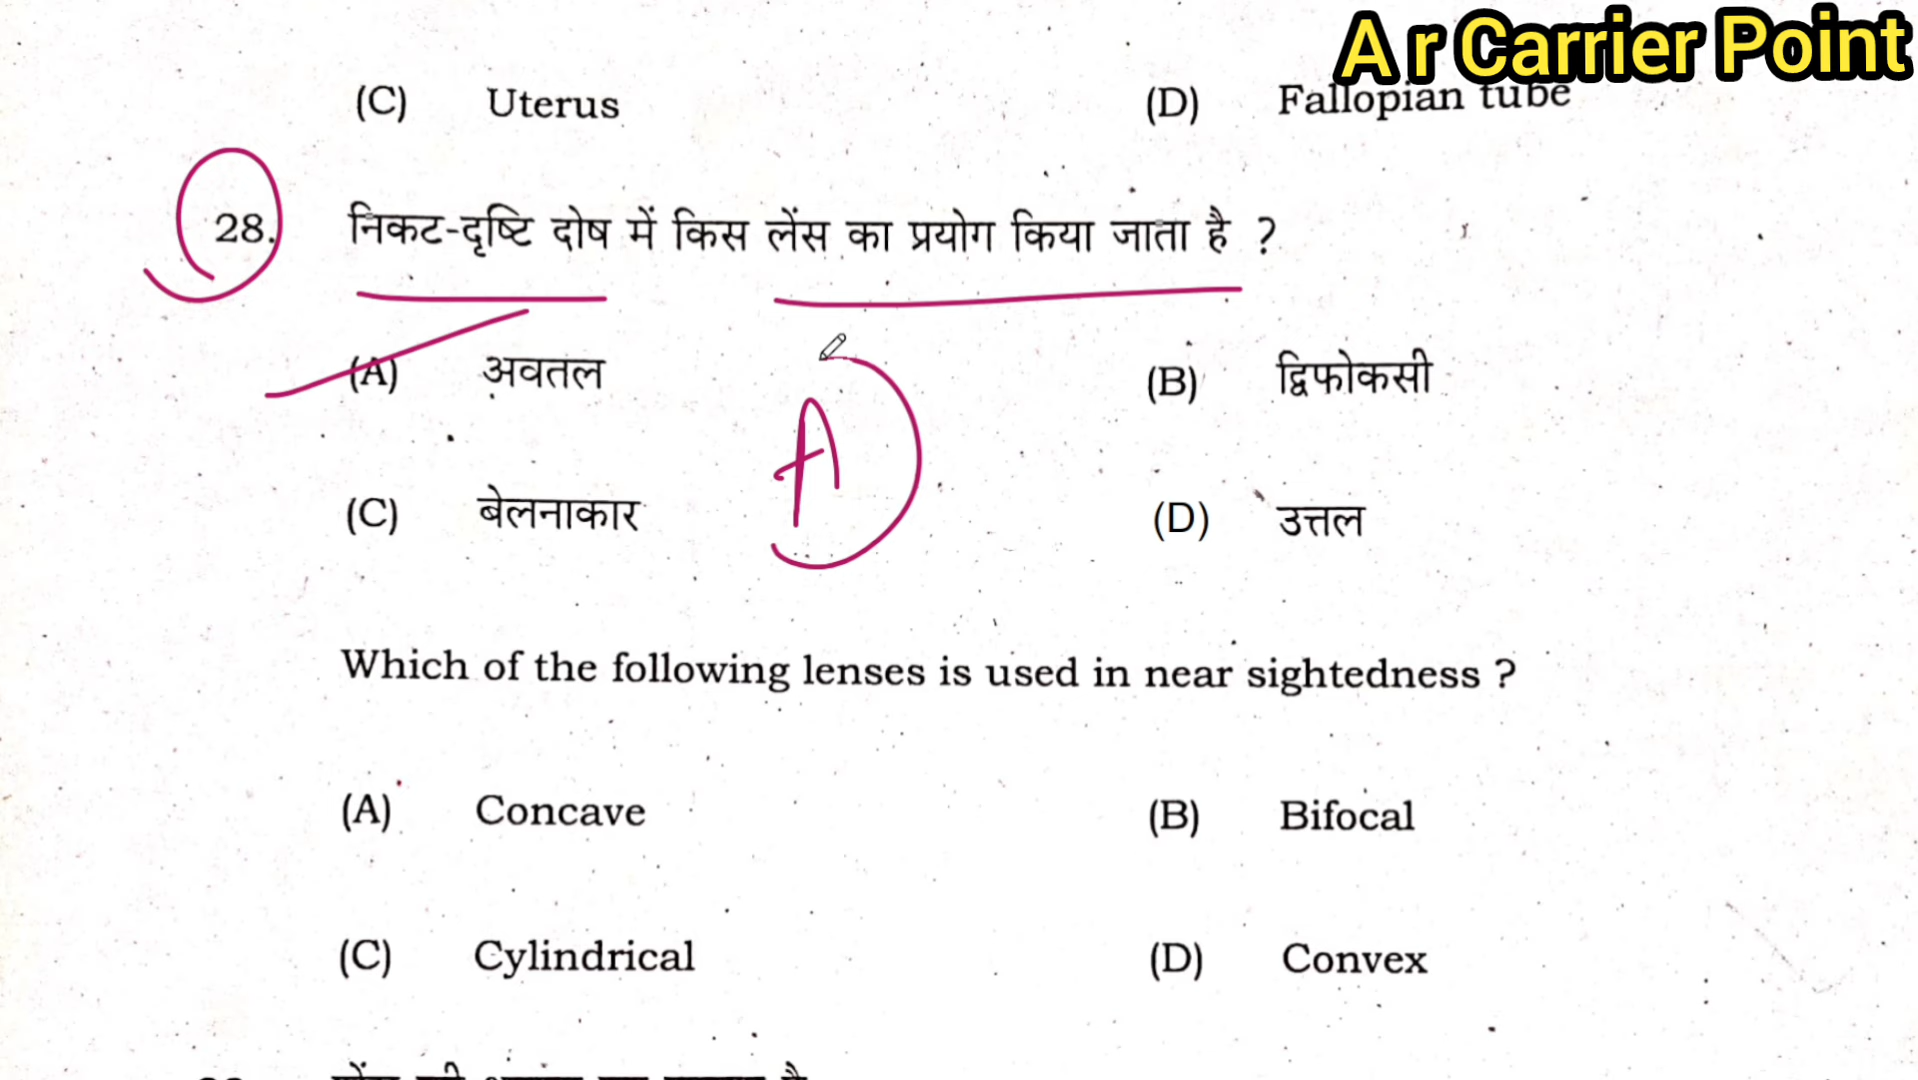 A r Carrier Point
(C) Uterus (D) Fallopian tube
28. निकट-दृष्टि दोष में किस लेंस का प्रयोग किया जाता है ?
(A) अवतल (B) द्विफोकसी
A
(C) बेलनाकार (D) उत्तल
Which of the following lenses is used in near sightedness ?
(A) Concave (B) Bifocal
(C) Cylindrical (D) Convex